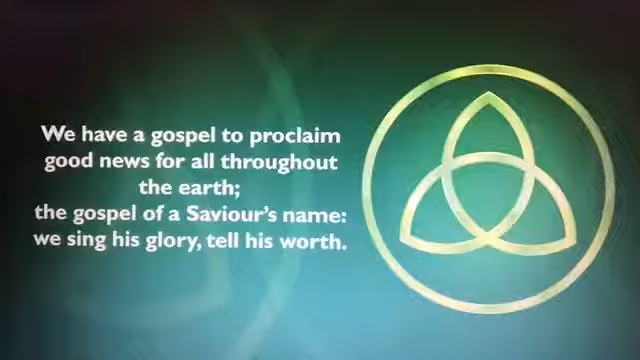 We have a gospel to proclaim
good news for all throughout
the earth;
the gospel of a Saviour's name:
we sing his glory, tell his worth.